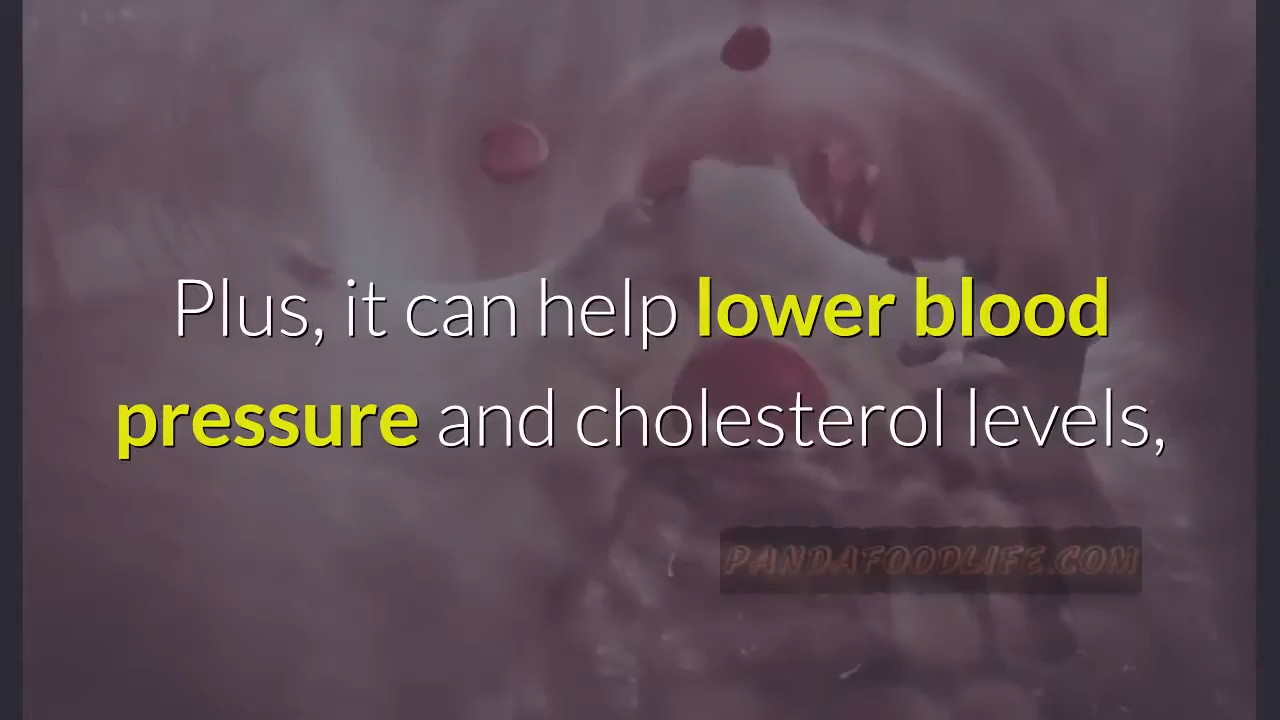 Plus, it can help lower blood
pressure and cholesterol levels,
PANDAFOODLIFE.COM